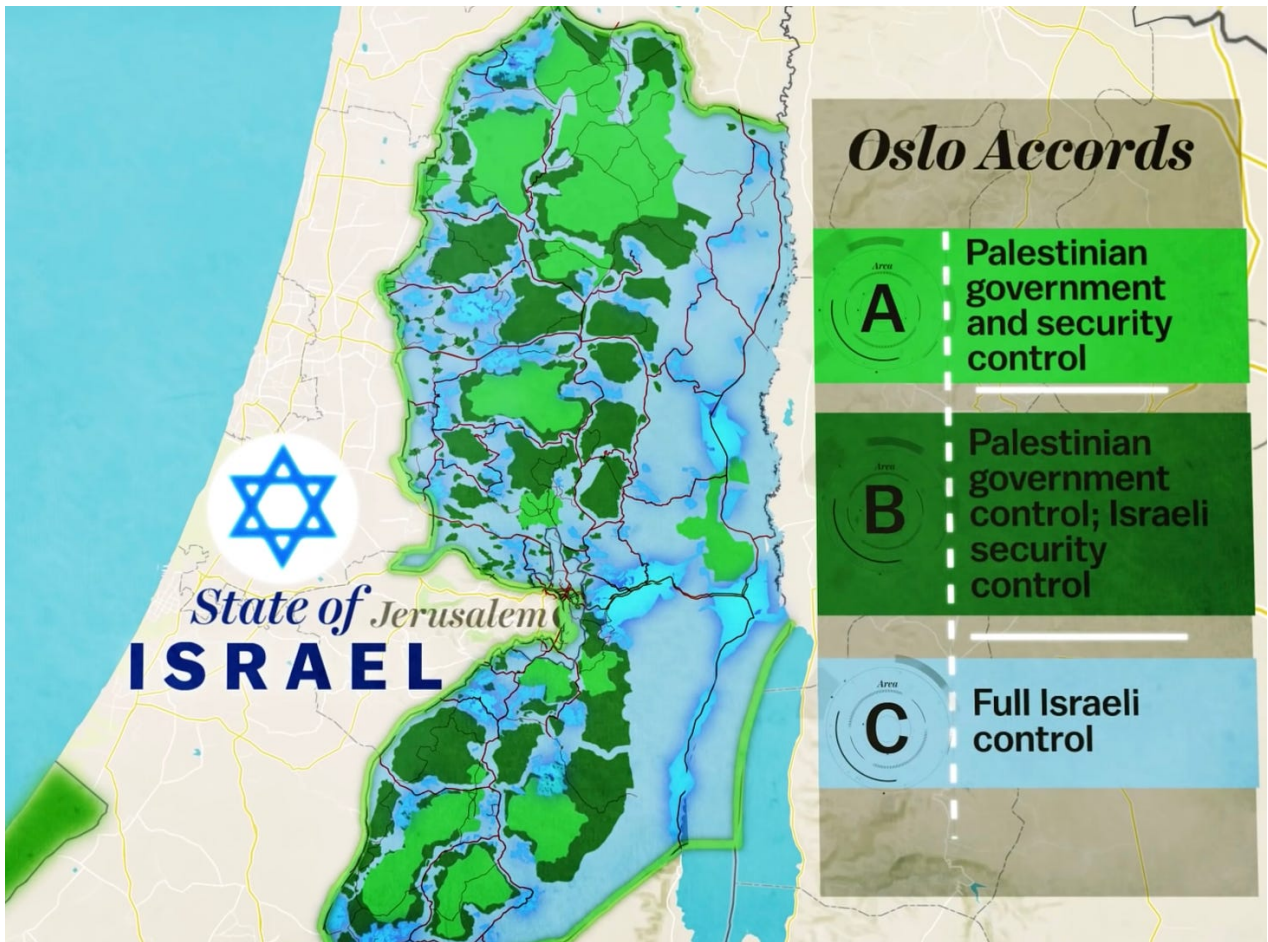 Oslo Accords
Area
A
Palestinian
government
and security
control
Area
B
Palestinian
government
control; Israeli
security
control
Area
C
Full Israeli
control
State of
Jerusalem
ISRAEL